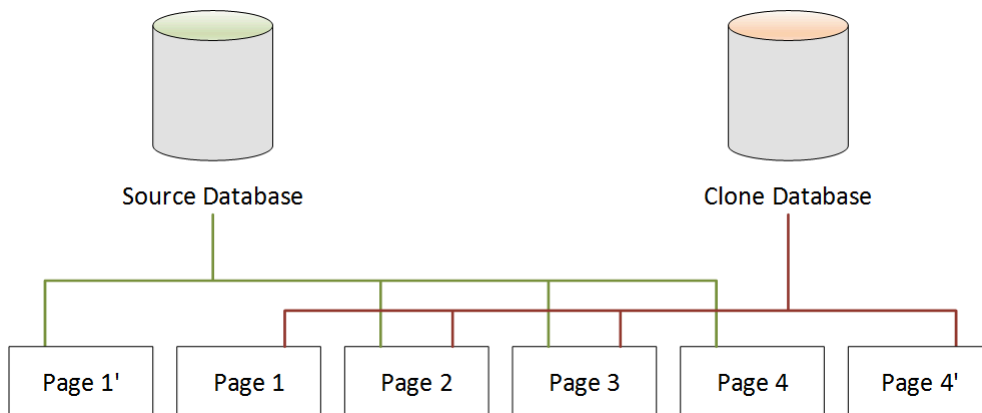 Source Database
Clone Database
Page 1'
Page 1
Page 2
Page 3
Page 4
Page 4'